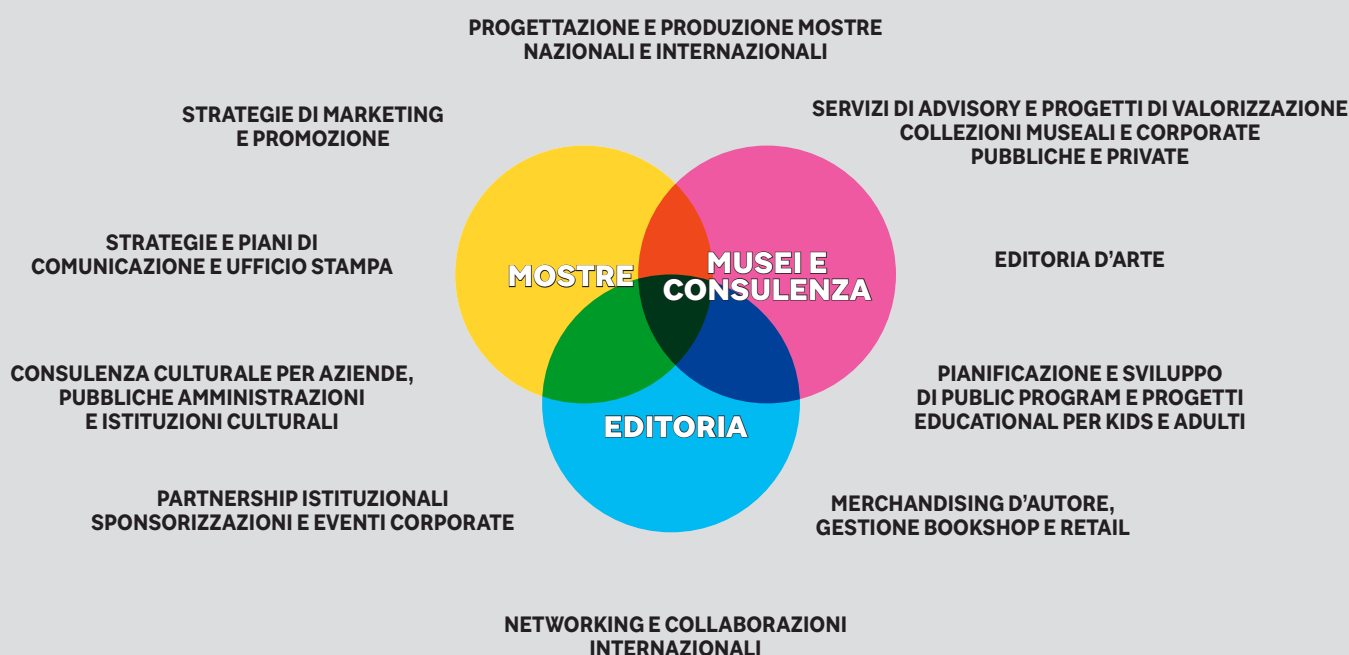 PROGETTAZIONE E PRODUZIONE MOSTRE
NAZIONALI E INTERNAZIONALI
STRATEGIE DI MARKETING
E PROMOZIONE
SERVIZI DI ADVISORY E PROGETTI DI VALORIZZAZIONE
COLLEZIONI MUSEALI E CORPORATE
PUBBLICHE E PRIVATE
STRATEGIE E PIANI DI
COMUNICAZIONE E UFFICIO STAMPA
MOSTRE
MUSEI E
CONSULENZA
EDITORIA D’ARTE
CONSULENZA CULTURALE PER AZIENDE,
PUBBLICHE AMMINISTRAZIONI
E ISTITUZIONI CULTURALI
EDITORIA
PIANIFICAZIONE E SVILUPPO
DI PUBLIC PROGRAM E PROGETTI
EDUCATIONAL PER KIDS E ADULTI
PARTNERSHIP ISTITUZIONALI
SPONSORIZZAZIONI E EVENTI CORPORATE
MERCHANDISING D’AUTORE,
GESTIONE BOOKSHOP E RETAIL
NETWORKING E COLLABORAZIONI
INTERNAZIONALI